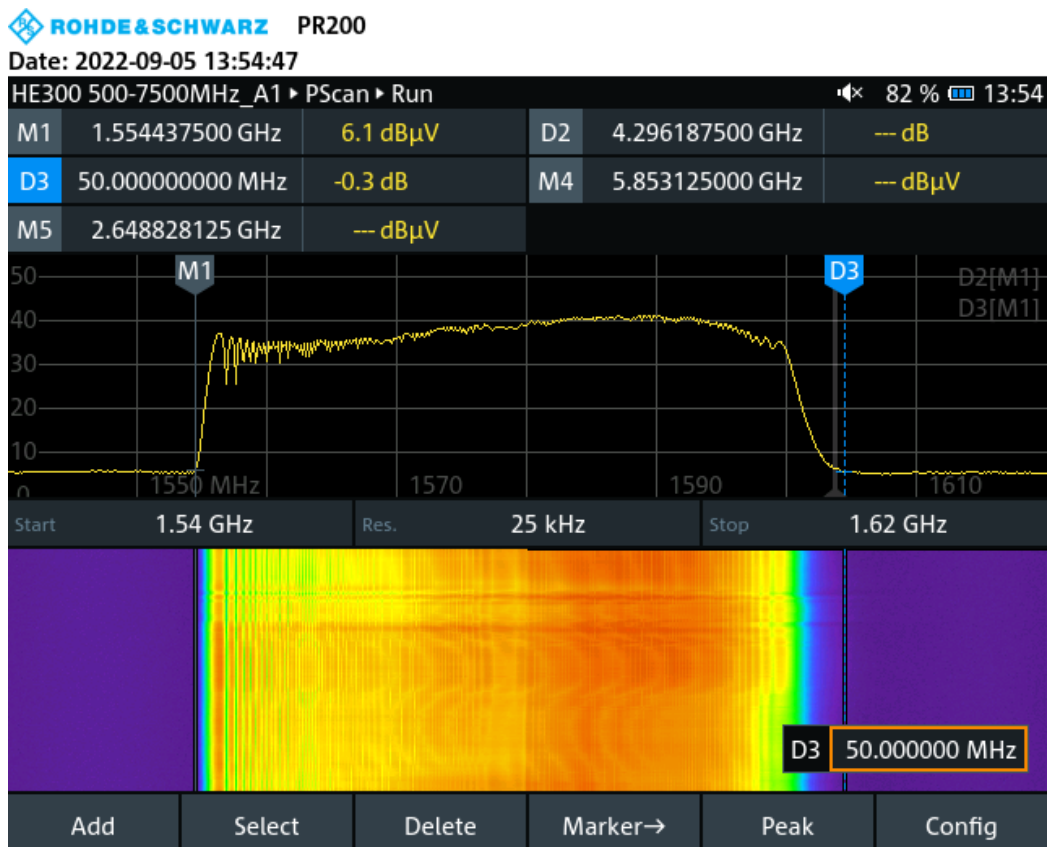 ROHDE & SCHWARZ PR200
Date: 2022-09-05 13:54:47
HE300 500-7500MHz_A1 ▸ PScan ▸ Run 82 % 13:54
M1 1.554437500 GHz 6.1 dBµV D2 4.296187500 GHz --- dB
D3 50.000000000 MHz -0.3 dB M4 5.853125000 GHz --- dBµV
M5 2.648828125 GHz --- dBµV
M1 D3
50 D2[M1]
D3[M1]
40
30
20
10
0 1550 MHz 1570 1590 1610
Start 1.54 GHz Res. 25 kHz Stop 1.62 GHz
D3 50.000000 MHz
Add Select Delete Marker→ Peak Config